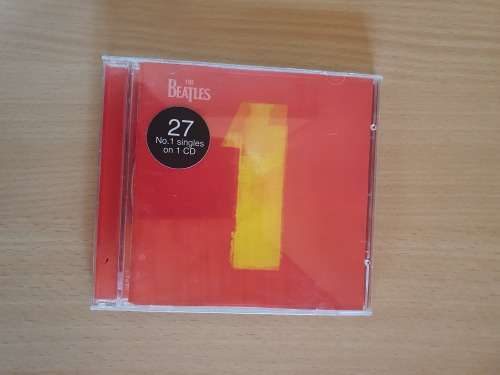 THE
BEATLES
27
No.1 singles
on 1 CD
1